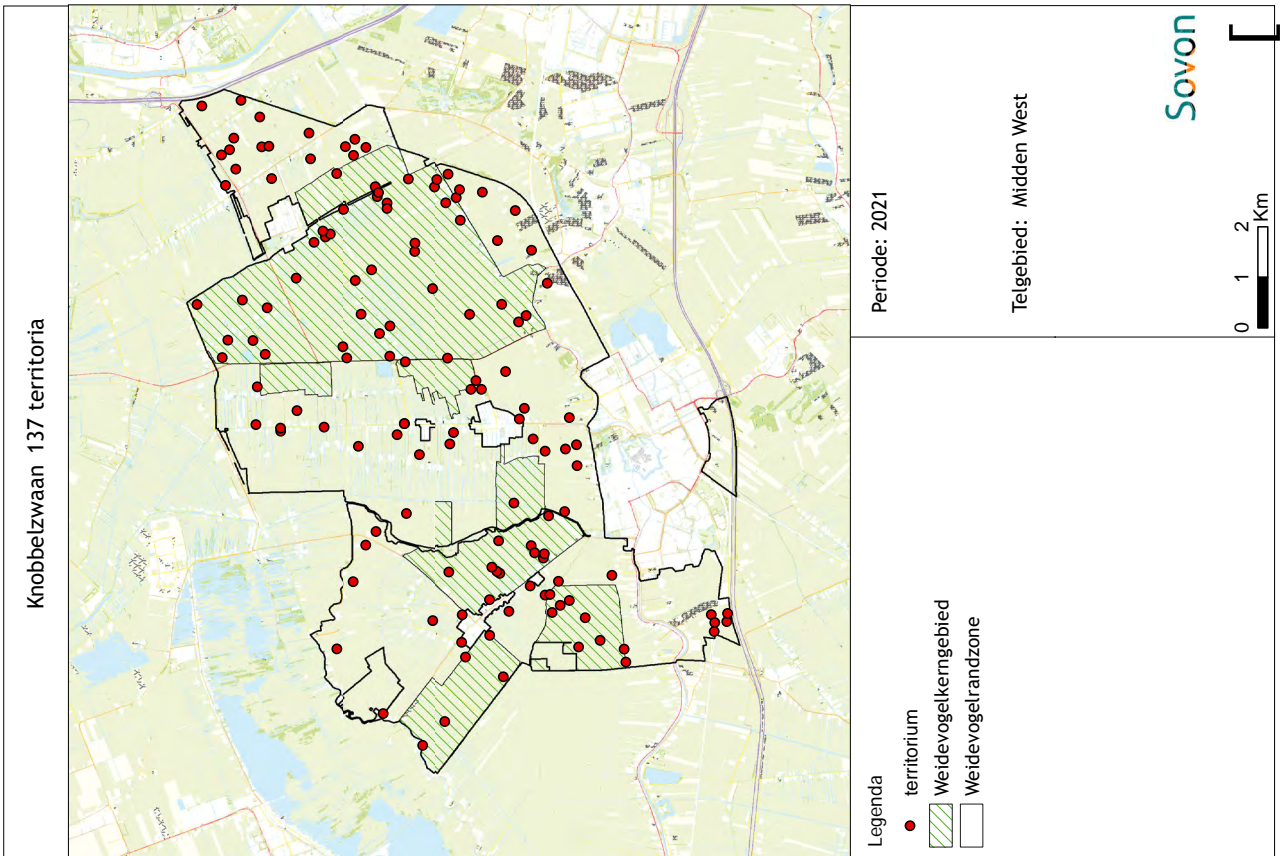 Knobbelzwaan 137 territoria
Legenda
territorium
Weidevogelkerngebied
Weidevogelrandzone
Periode: 2021
Telgebied: Midden West
0 1 2
Km
Sovon